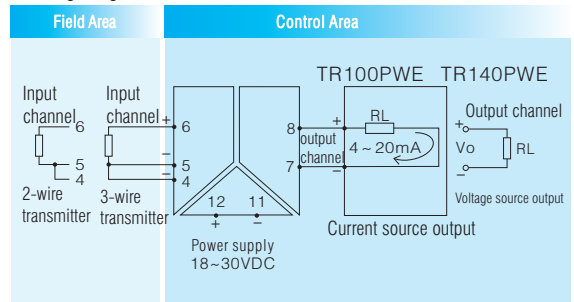 Field Area
Control Area
TR100PWE TR140PWE
Input
channel
6
5
4
2-wire
transmitter
Input
channel
3-wire
transmitter
+ 6
− 5
− 4
8 +
output
channel
7 −
12 11
+ −
Power supply
18~30VDC
RL
4~20mA
Current source output
Output channel
+
Vo
−
RL
Voltage source output